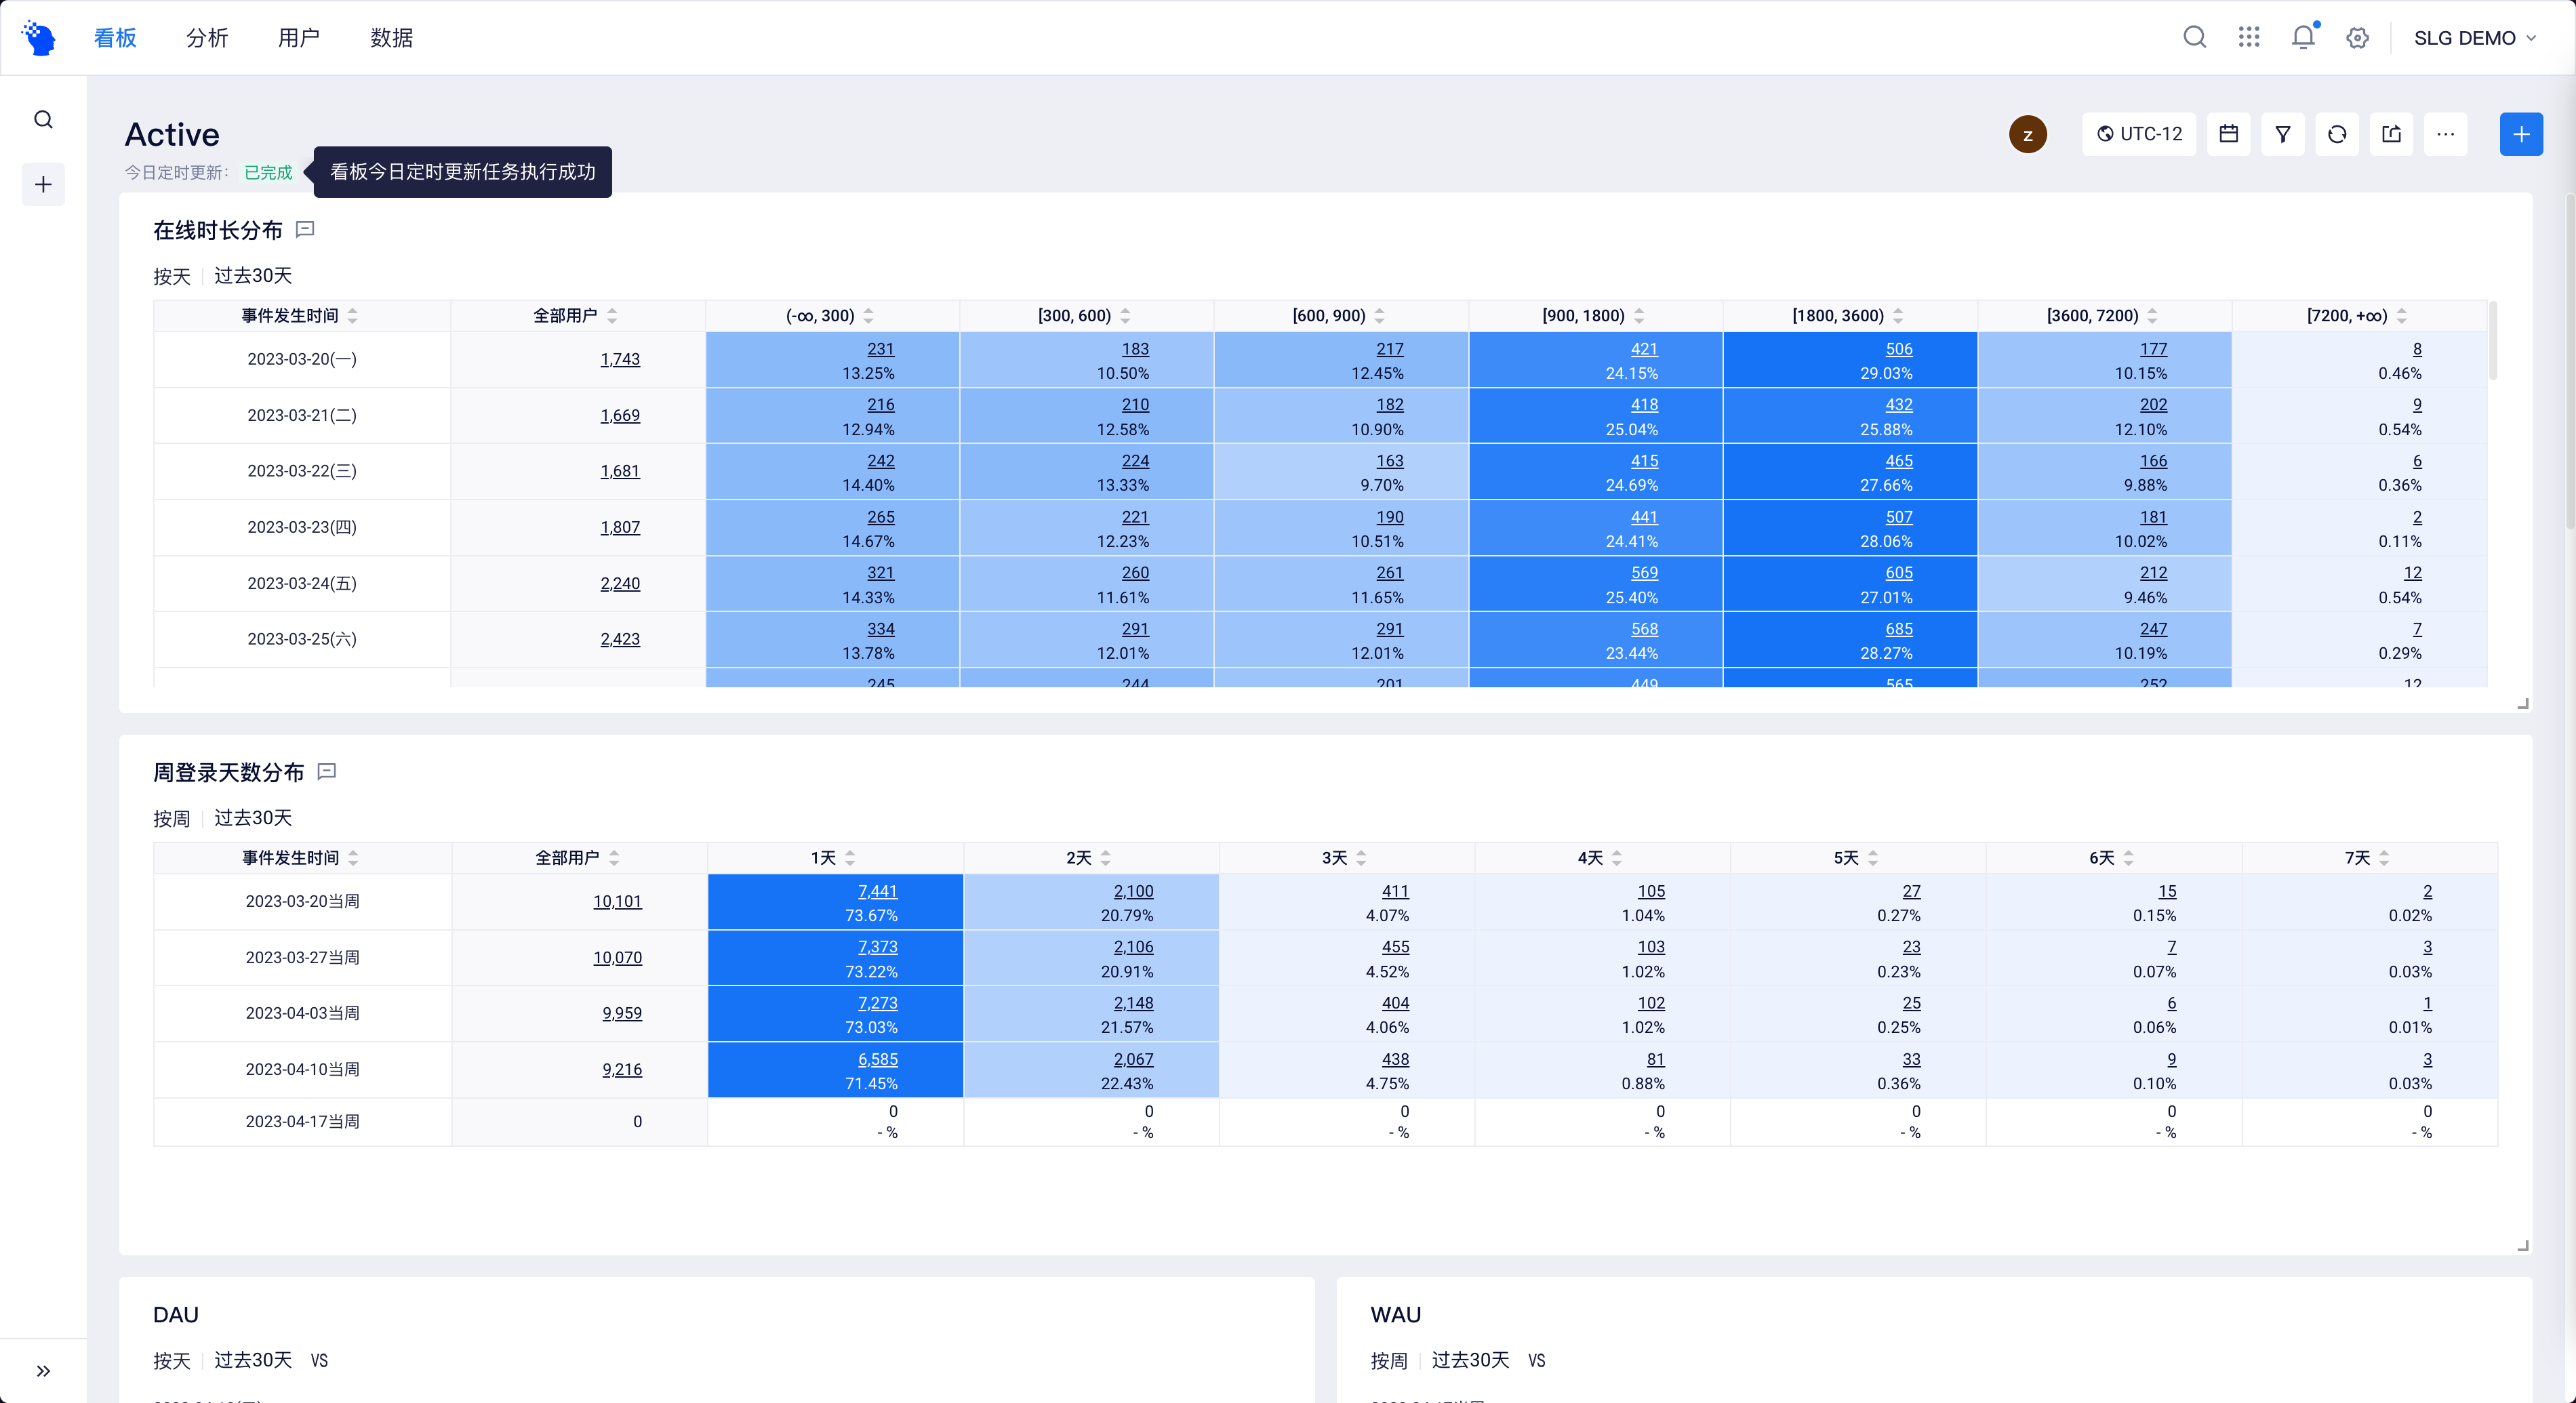 看板 分析 用户 数据 SLG DEMO
Active
z UTC-12
今日定时更新： 已完成 看板今日定时更新任务执行成功
在线时长分布
按天 过去30天
事件发生时间 全部用户 (-∞, 300) [300, 600) [600, 900) [900, 1800) [1800, 3600) [3600, 7200) [7200, +∞)
231 183 217 421 506 177 8
2023-03-20(一) 1,743
13.25% 10.50% 12.45% 24.15% 29.03% 10.15% 0.46%
216 210 182 418 432 202 9
2023-03-21(二) 1,669
12.94% 12.58% 10.90% 25.04% 25.88% 12.10% 0.54%
242 224 163 415 465 166 6
2023-03-22(三) 1,681
14.40% 13.33% 9.70% 24.69% 27.66% 9.88% 0.36%
265 221 190 441 507 181 2
2023-03-23(四) 1,807
14.67% 12.23% 10.51% 24.41% 28.06% 10.02% 0.11%
321 260 261 569 605 212 12
2023-03-24(五) 2,240
14.33% 11.61% 11.65% 25.40% 27.01% 9.46% 0.54%
334 291 291 568 685 247 7
2023-03-25(六) 2,423
13.78% 12.01% 12.01% 23.44% 28.27% 10.19% 0.29%
245 244 201 449 565 252 12
周登录天数分布
按周 过去30天
事件发生时间 全部用户 1天 2天 3天 4天 5天 6天 7天
7,441 2,100 411 105 27 15 2
2023-03-20当周 10,101
73.67% 20.79% 4.07% 1.04% 0.27% 0.15% 0.02%
7,373 2,106 455 103 23 7 3
2023-03-27当周 10,070
73.22% 20.91% 4.52% 1.02% 0.23% 0.07% 0.03%
7,273 2,148 404 102 25 6 1
2023-04-03当周 9,959
73.03% 21.57% 4.06% 1.02% 0.25% 0.06% 0.01%
6,585 2,067 438 81 33 9 3
2023-04-10当周 9,216
71.45% 22.43% 4.75% 0.88% 0.36% 0.10% 0.03%
0 0 0 0 0 0 0
2023-04-17当周 0
- % - % - % - % - % - % - %
DAU
按天 过去30天 VS
WAU
按周 过去30天 VS